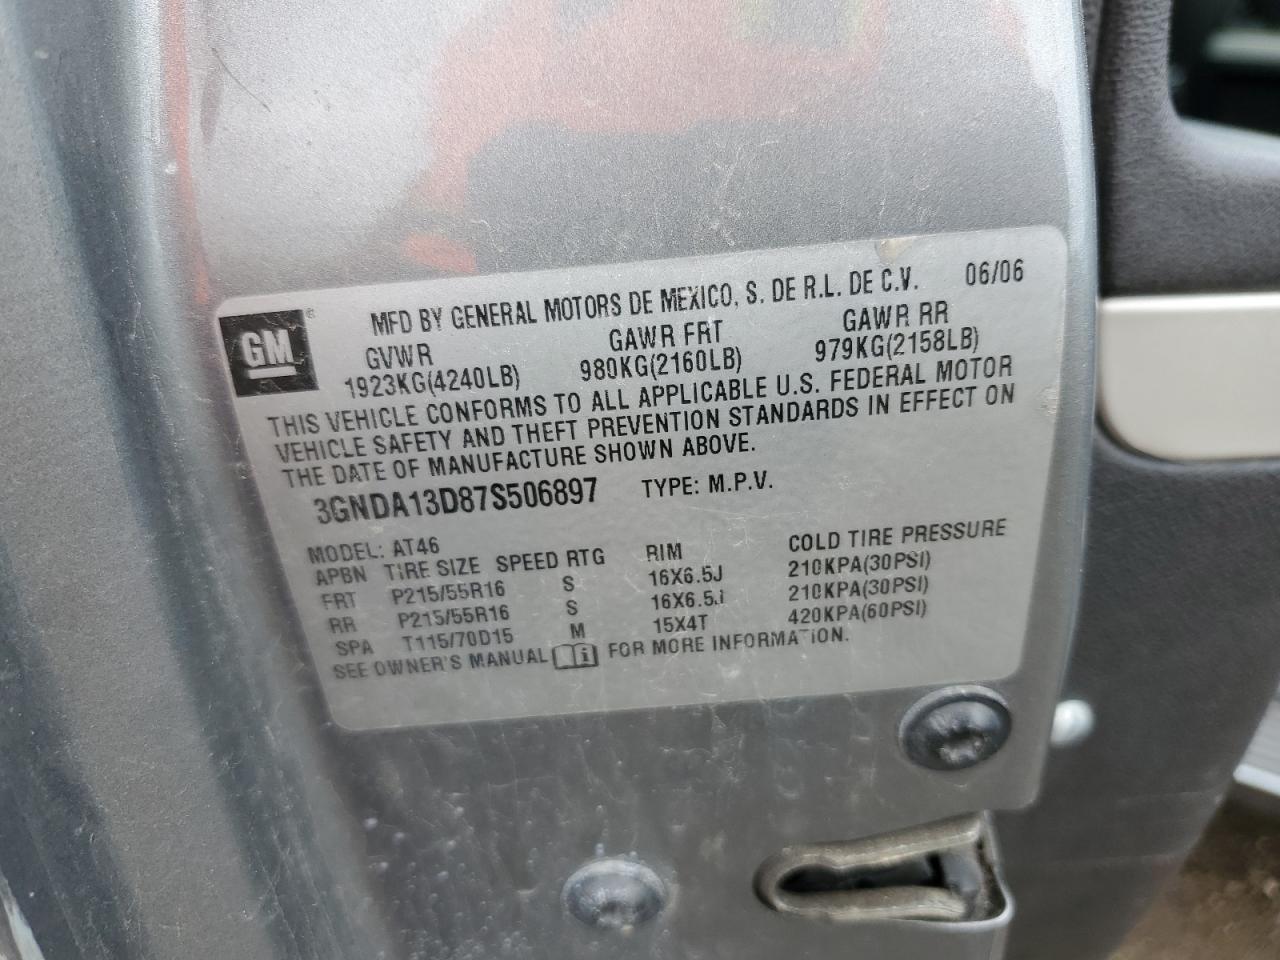 GM ®
MFD BY GENERAL MOTORS DE MEXICO, S. DE R.L. DE C.V. 06/06
GVWR GAWR FRT GAWR RR
1923KG(4240LB) 980KG(2160LB) 979KG(2158LB)
THIS VEHICLE CONFORMS TO ALL APPLICABLE U.S. FEDERAL MOTOR
VEHICLE SAFETY AND THEFT PREVENTION STANDARDS IN EFFECT ON
THE DATE OF MANUFACTURE SHOWN ABOVE.
3GNDA13D87S506897 TYPE: M.P.V.
MODEL: AT46
APBN TIRE SIZE SPEED RTG RIM COLD TIRE PRESSURE
FRT P215/55R16 S 16X6.5J 210KPA(30PSI)
RR P215/55R16 S 16X6.5J 210KPA(30PSI)
SPA T115/70D15 M 15X4T 420KPA(60PSI)
SEE OWNER'S MANUAL i FOR MORE INFORMATION.